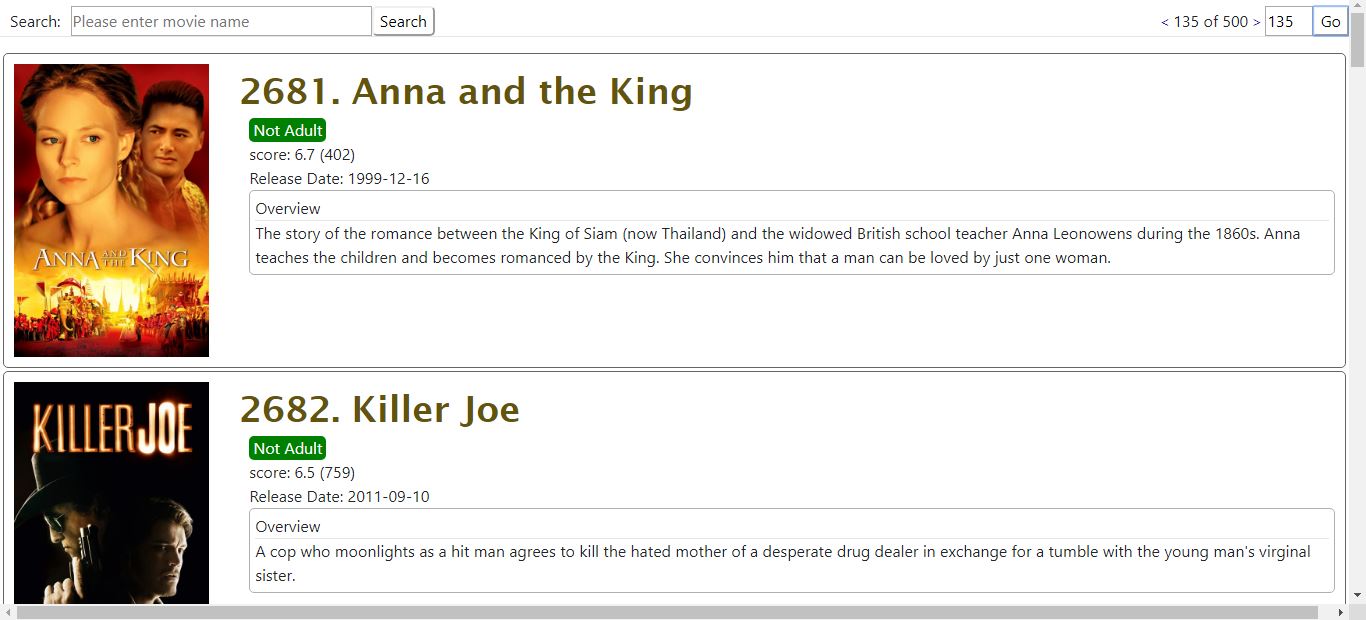 Search: Please enter movie name Search < 135 of 500 > 135 Go
2681. Anna and the King
Not Adult
score: 6.7 (402)
Release Date: 1999-12-16
Overview
The story of the romance between the King of Siam (now Thailand) and the widowed British school teacher Anna Leonowens during the 1860s. Anna
teaches the children and becomes romanced by the King. She convinces him that a man can be loved by just one woman.
ANNA AND THE KING
2682. Killer Joe
Not Adult
score: 6.5 (759)
Release Date: 2011-09-10
Overview
A cop who moonlights as a hit man agrees to kill the hated mother of a desperate drug dealer in exchange for a tumble with the young man's virginal
sister.
KILLER JOE